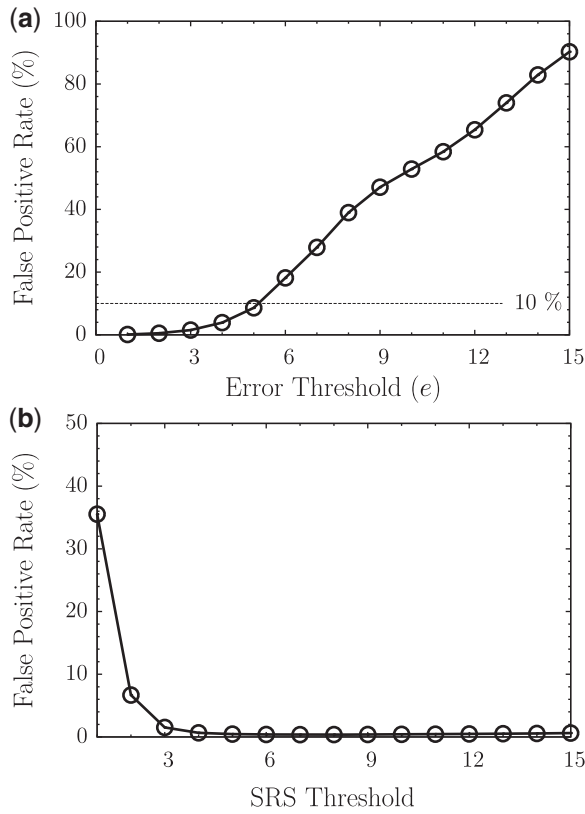 (a)
False Positive Rate (%)
100
80
60
40
20
0
10 %
0 3 6 9 12 15
Error Threshold (e)
(b)
False Positive Rate (%)
50
40
30
20
10
0
3 6 9 12 15
SRS Threshold